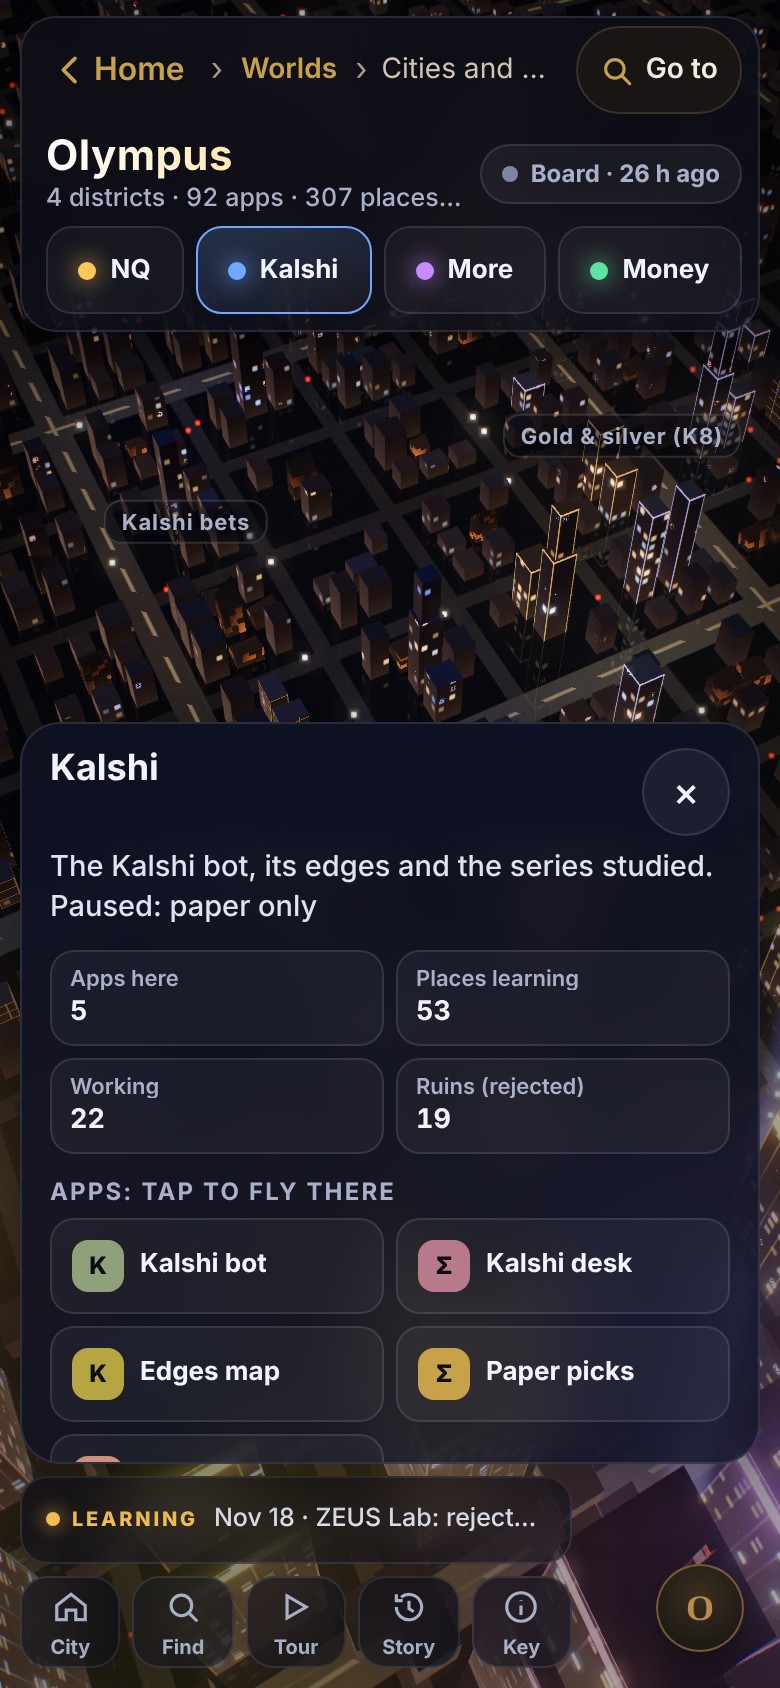 Home › Worlds › Cities and ...
Go to
Olympus
4 districts · 92 apps · 307 places...
Board · 26 h ago
NQ
Kalshi
More
Money
Gold & silver (K8)
Kalshi bets
Kalshi
×
The Kalshi bot, its edges and the series studied.
Paused: paper only
Apps here
5
Places learning
53
Working
22
Ruins (rejected)
19
APPS: TAP TO FLY THERE
K Kalshi bot
Σ Kalshi desk
K Edges map
Σ Paper picks
LEARNING Nov 18 · ZEUS Lab: reject...
City
Find
Tour
Story
Key
O